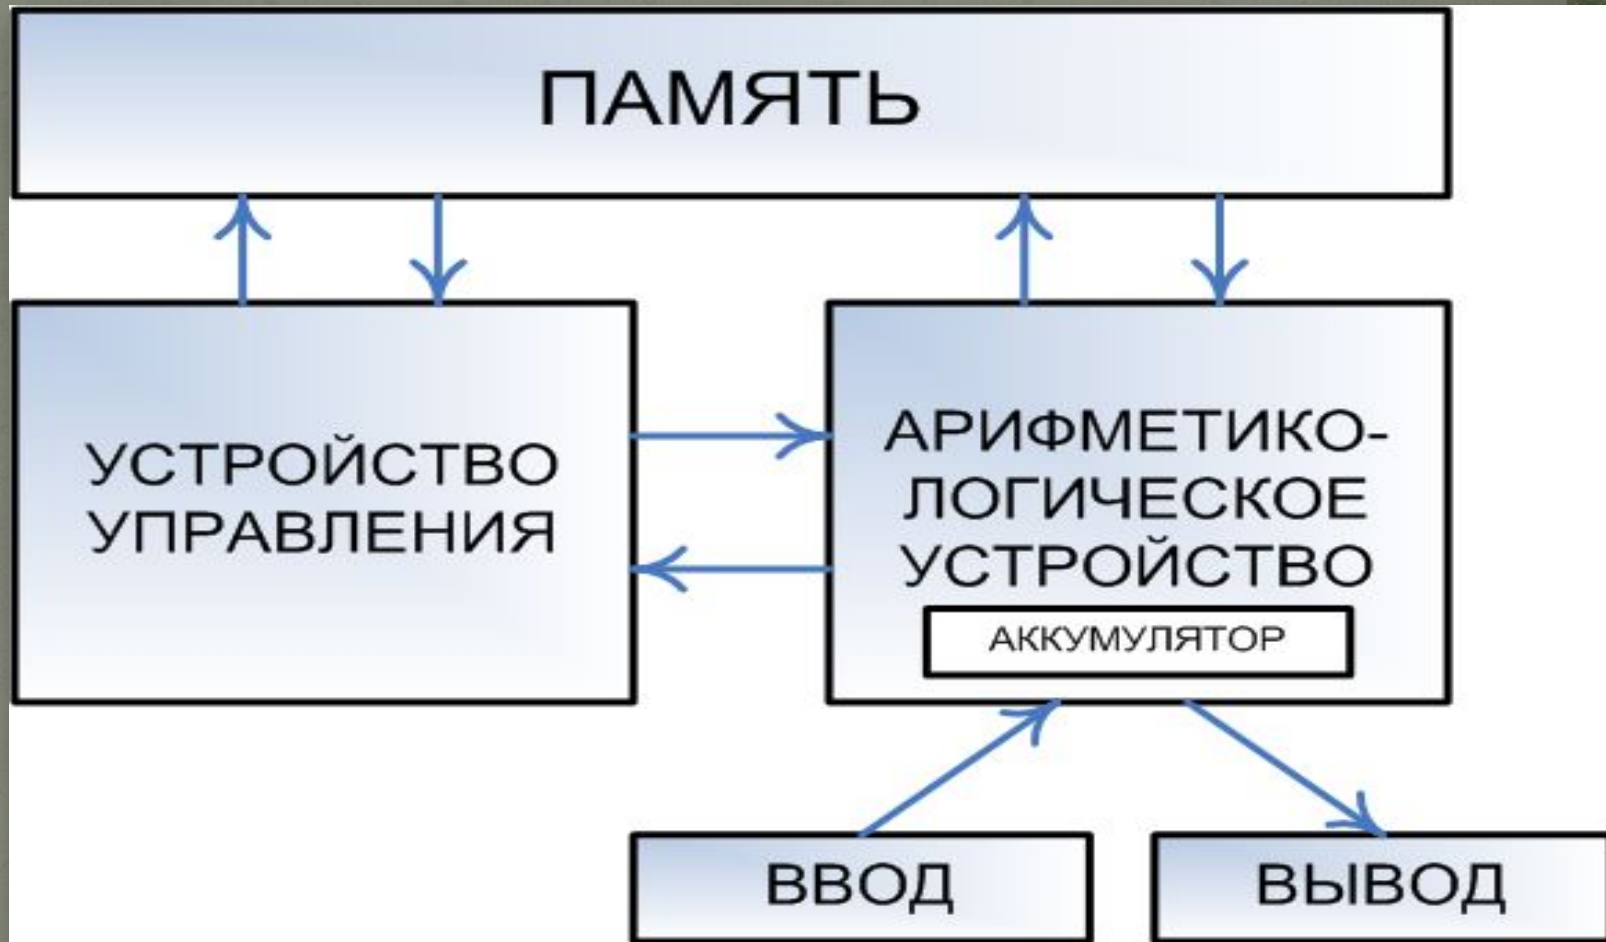 ПАМЯТЬ
УСТРОЙСТВО
УПРАВЛЕНИЯ
АРИФМЕТИКО-
ЛОГИЧЕСКОЕ
УСТРОЙСТВО
АККУМУЛЯТОР
ВВОД
ВЫВОД